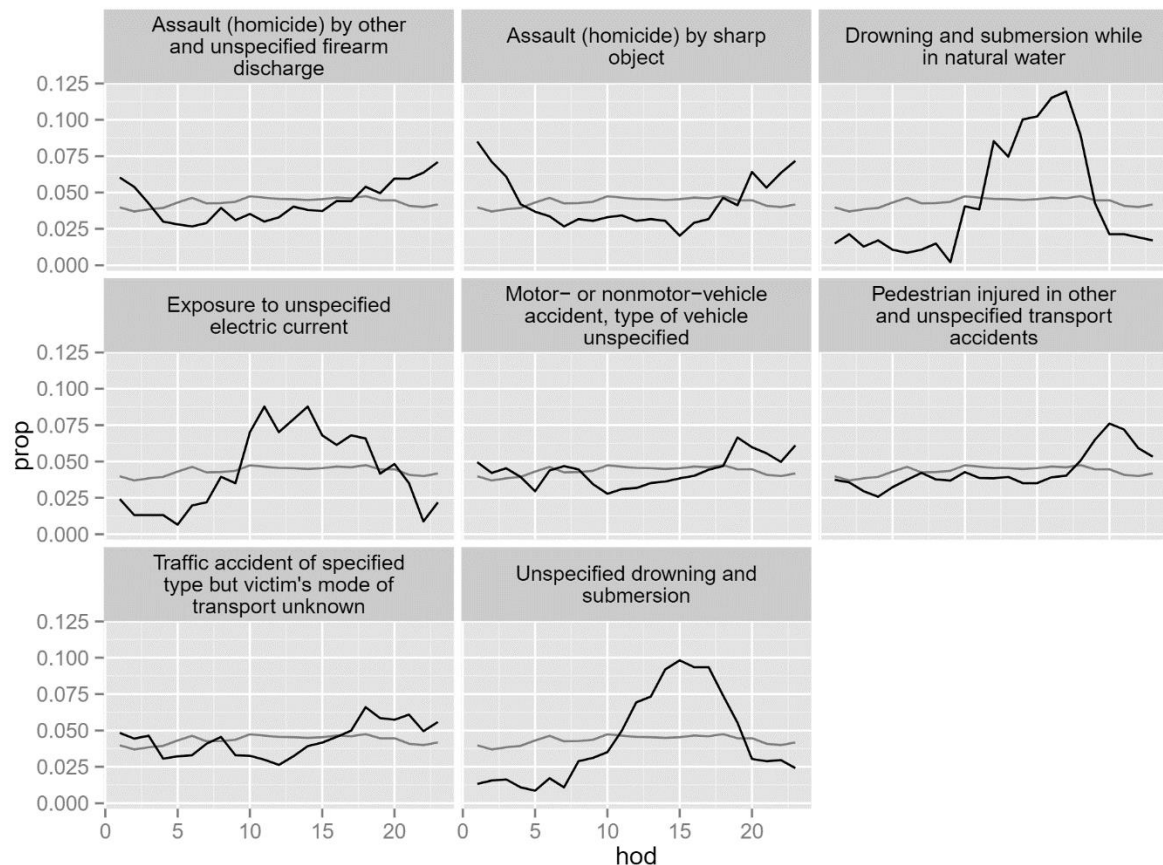 Assault (homicide) by other
and unspecified firearm
discharge
Assault (homicide) by sharp
object
Drowning and submersion while
in natural water
0.125
0.100
0.075
0.050
0.025
0.000
Exposure to unspecified
electric current
Motor− or nonmotor−vehicle
accident, type of vehicle
unspecified
Pedestrian injured in other
and unspecified transport
accidents
0.125
0.100
0.075
0.050
0.025
0.000
prop
Traffic accident of specified
type but victim's mode of
transport unknown
Unspecified drowning and
submersion
0.125
0.100
0.075
0.050
0.025
0.000
0 5 10 15 20 0 5 10 15 20
hod